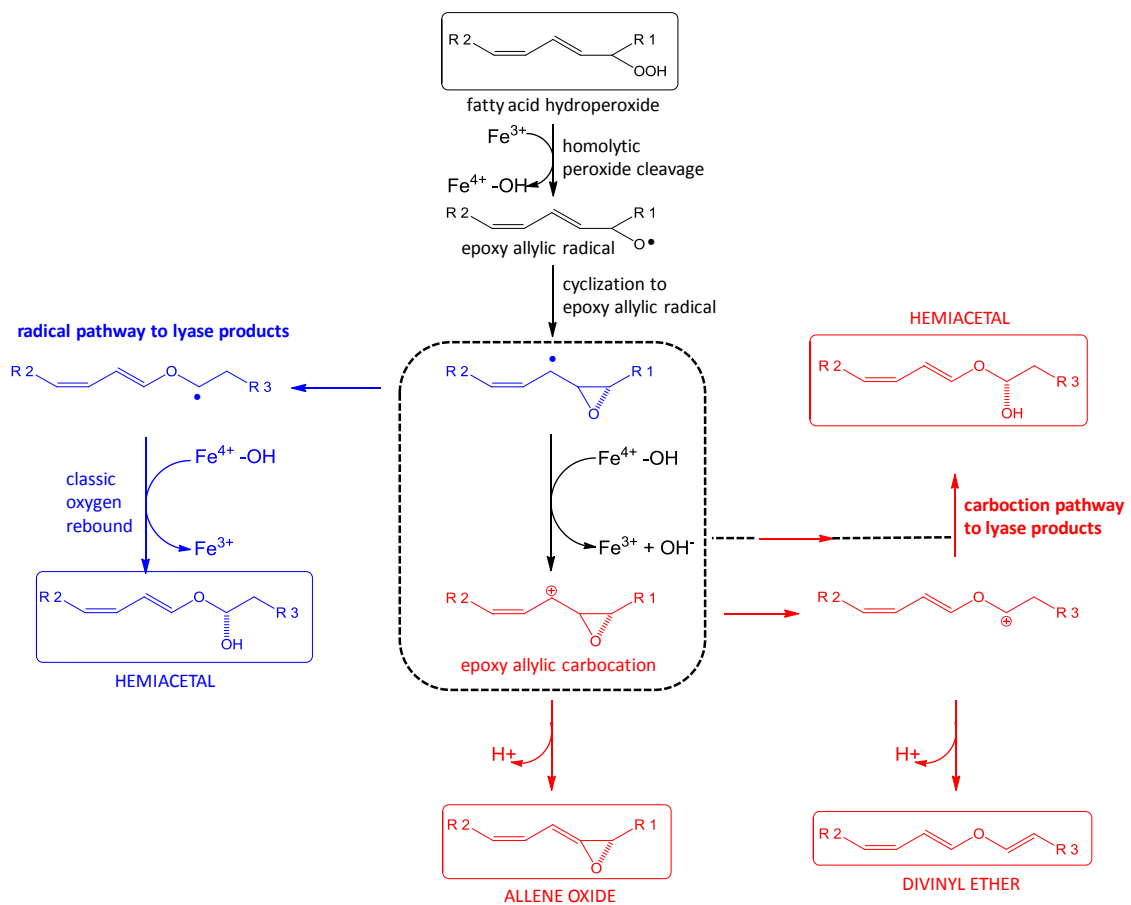 R 2
R 1
OOH
fatty acid hydroperoxide
Fe3+
homolytic
peroxide cleavage
Fe4+ -OH
R 2
R 1
O•
epoxy allylic radical
cyclization to
epoxy allylic radical
radical pathway to lyase products
R 2
O
•
R 3
Fe4+ -OH
classic
oxygen
rebound
Fe3+
R 2
O
R 3
OH
HEMIACETAL
•
R 2
R 1
O
Fe4+ -OH
Fe3+ + OH-
⊕
R 2
R 1
O
epoxy allylic carbocation
H+
R 2
R 1
O
ALLENE OXIDE
HEMIACETAL
R 2
O
R 3
OH
carboction pathway
to lyase products
R 2
O
R 3
⊕
H+
R 2
O
R 3
DIVINYL ETHER